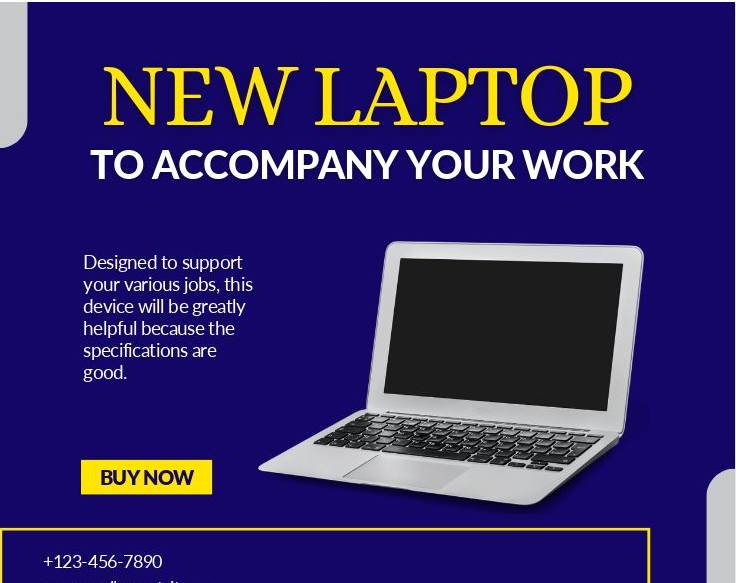 NEW LAPTOP
TO ACCOMPANY YOUR WORK
Designed to support
your various jobs, this
device will be greatly
helpful because the
specifications are
good.
BUY NOW
+123-456-7890